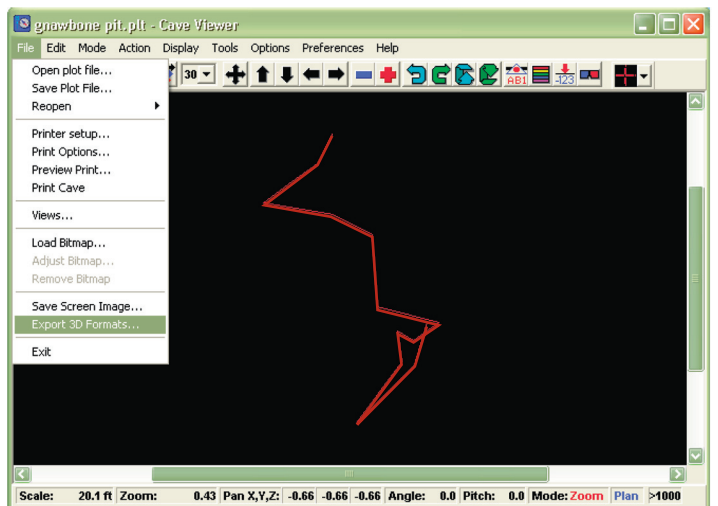 gnawbone pit.plt - Cave Viewer
File Edit Mode Action Display Tools Options Preferences Help
30
AB1
-123
Open plot file...
Save Plot File...
Reopen
Printer setup...
Print Options...
Preview Print...
Print Cave
Views...
Load Bitmap...
Adjust Bitmap...
Remove Bitmap
Save Screen Image...
Export 3D Formats...
Exit
Scale: 20.1 ft Zoom: 0.43 Pan X,Y,Z: -0.66 -0.66 -0.66 Angle: 0.0 Pitch: 0.0 Mode: Zoom Plan >1000